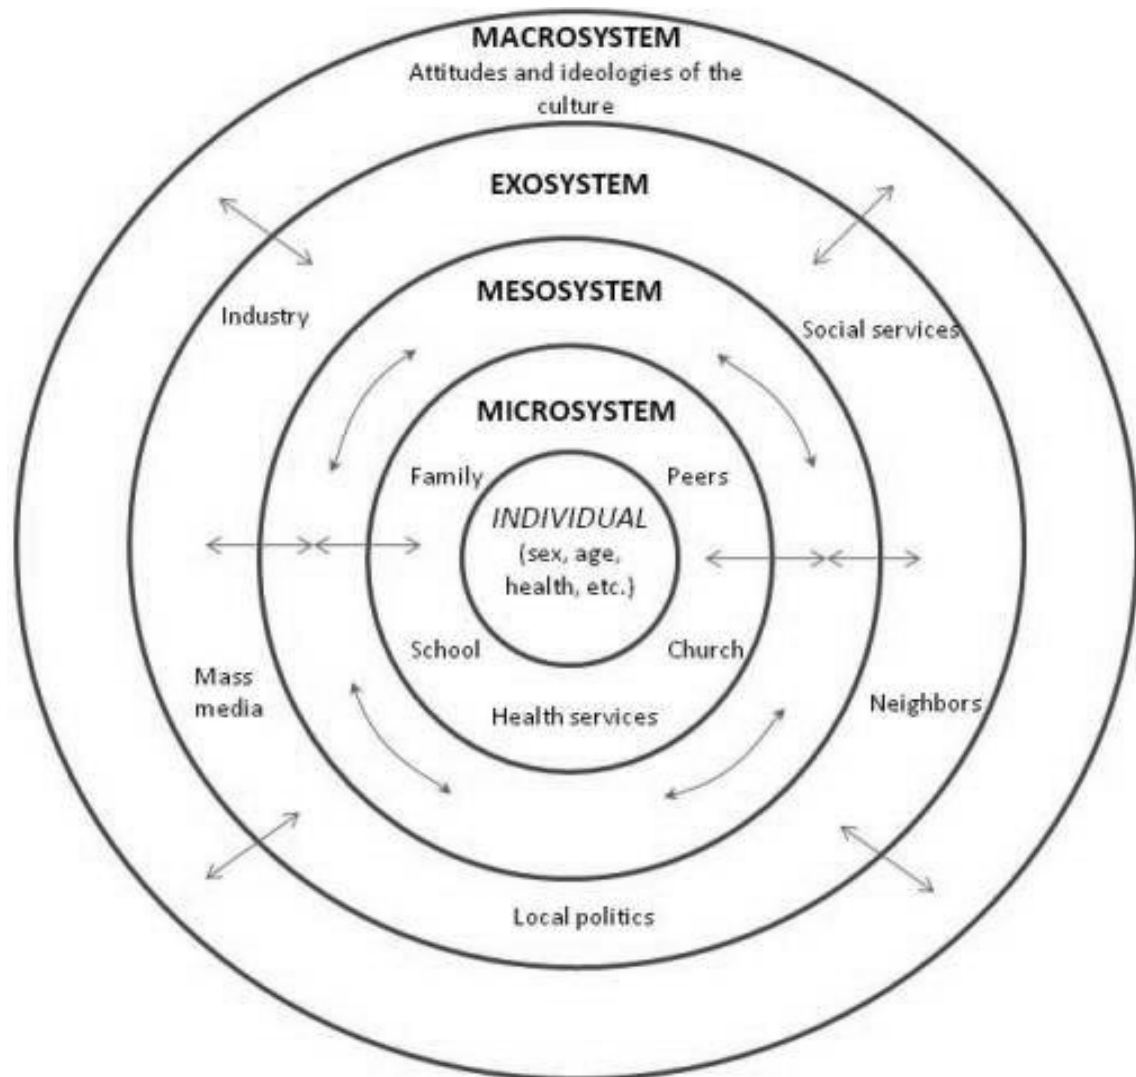 MACROSYSTEM
Attitudes and ideologies of the
culture
EXOSYSTEM
MESOSYSTEM
Industry
Social services
MICROSYSTEM
Family
Peers
INDIVIDUAL
(sex, age,
health, etc.)
School
Church
Mass
media
Health services
Neighbors
Local politics